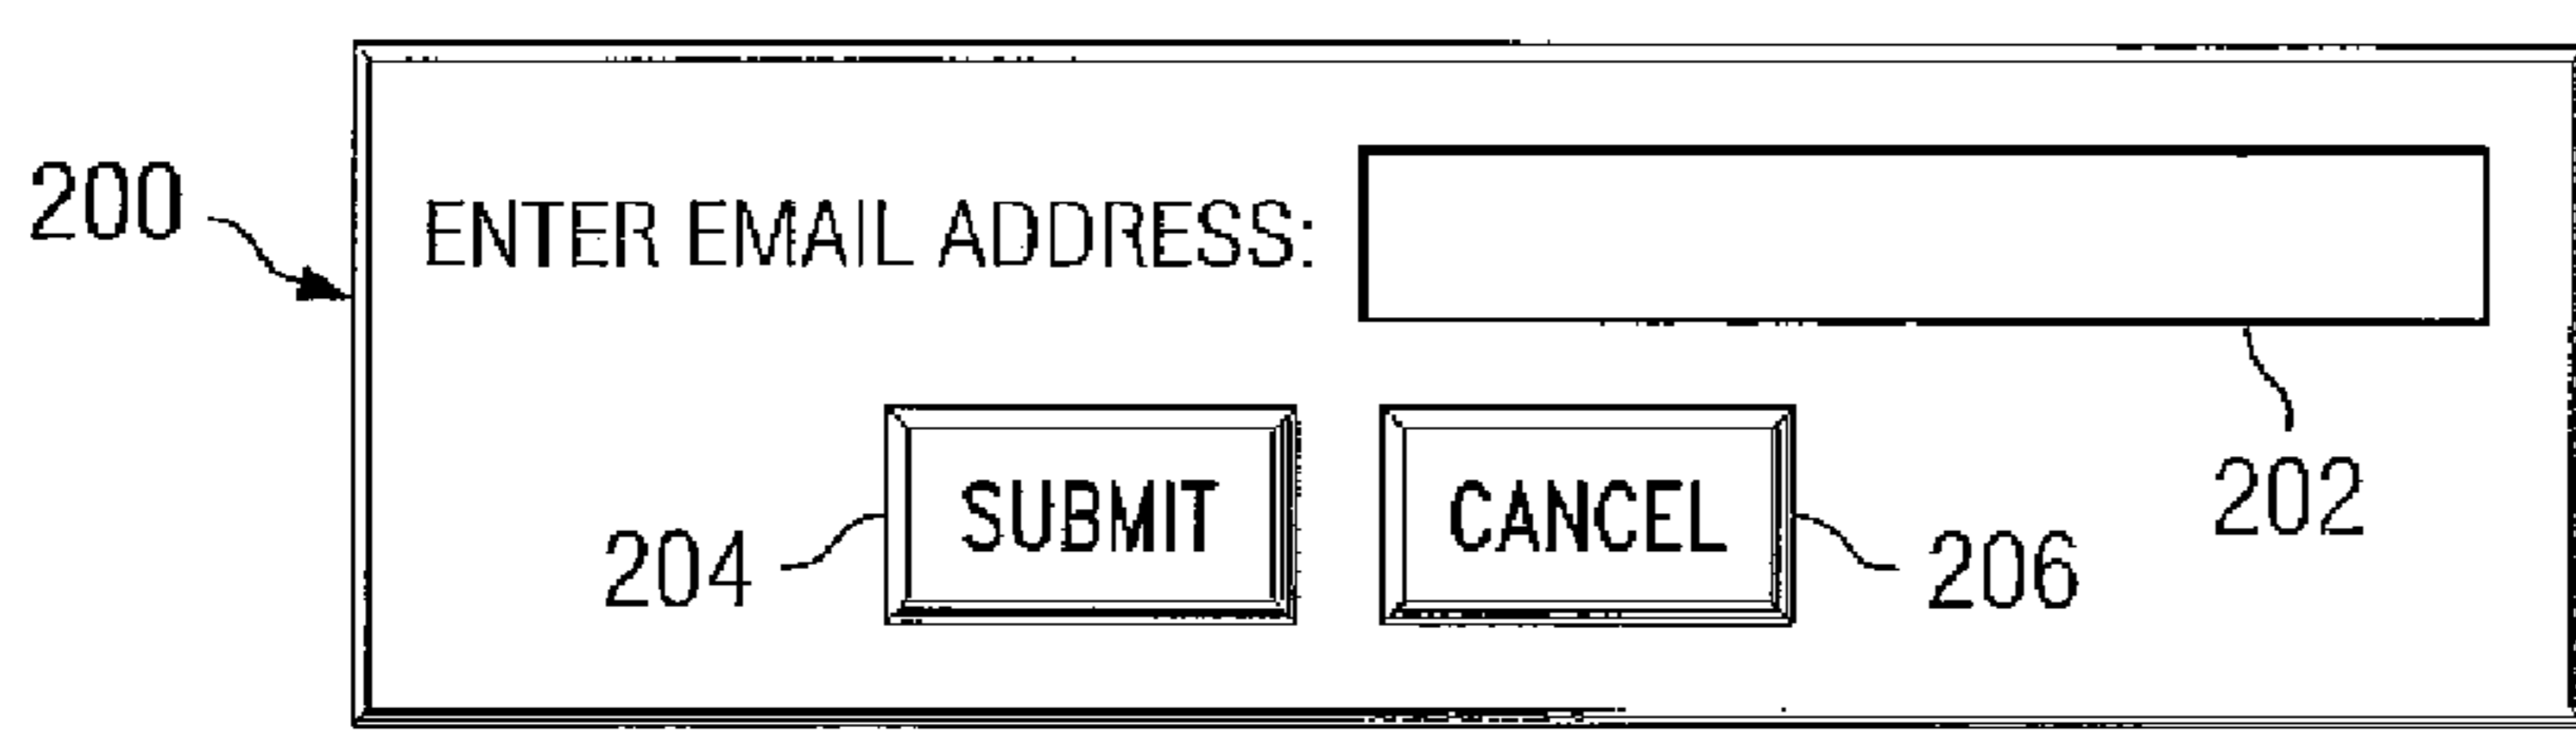 200
ENTER EMAIL ADDRESS:
202
204
SUBMIT
CANCEL
206